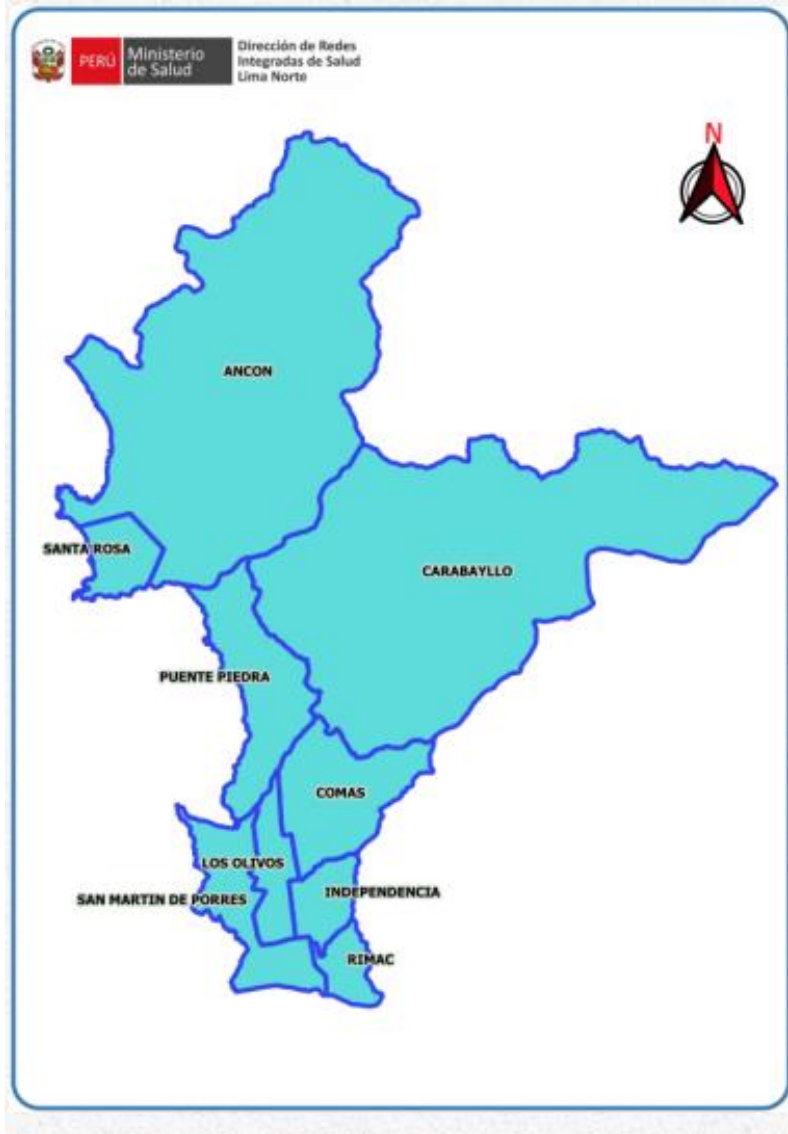 PERÚ
Ministerio
de Salud
Dirección de Redes
Integradas de Salud
Lima Norte
N
ANCON
SANTA ROSA
CARABAYLLO
PUENTE PIEDRA
COMAS
LOS OLIVOS
SAN MARTIN DE PORRES
INDEPENDENCIA
RIMAC